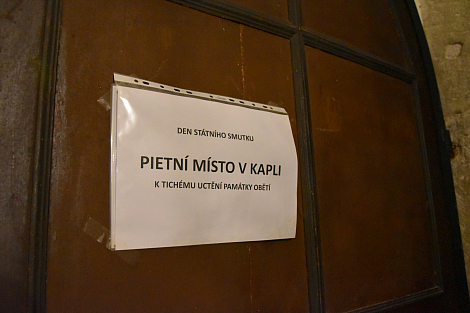 DEN STÁTNÍHO SMUTKU
PIETNÍ MÍSTO V KAPLI
K TICHÉMU UCTĚNÍ PAMÁTKY OBĚTÍ